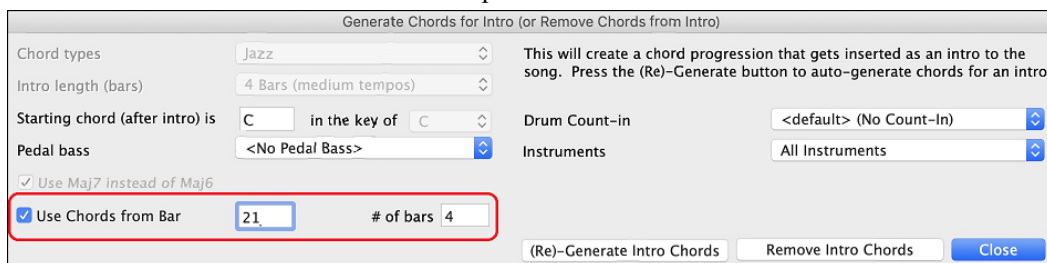 Generate Chords for Intro (or Remove Chords from Intro)
Chord types Jazz
Intro length (bars) 4 Bars (medium tempos)
Starting chord (after intro) is C in the key of C
Pedal bass <No Pedal Bass>
Use Maj7 instead of Maj6
Use Chords from Bar 21 # of bars 4
This will create a chord progression that gets inserted as an intro to the
song. Press the (Re)-Generate button to auto-generate chords for an intro
Drum Count-in <default> (No Count-In)
Instruments All Instruments
(Re)-Generate Intro Chords Remove Intro Chords Close